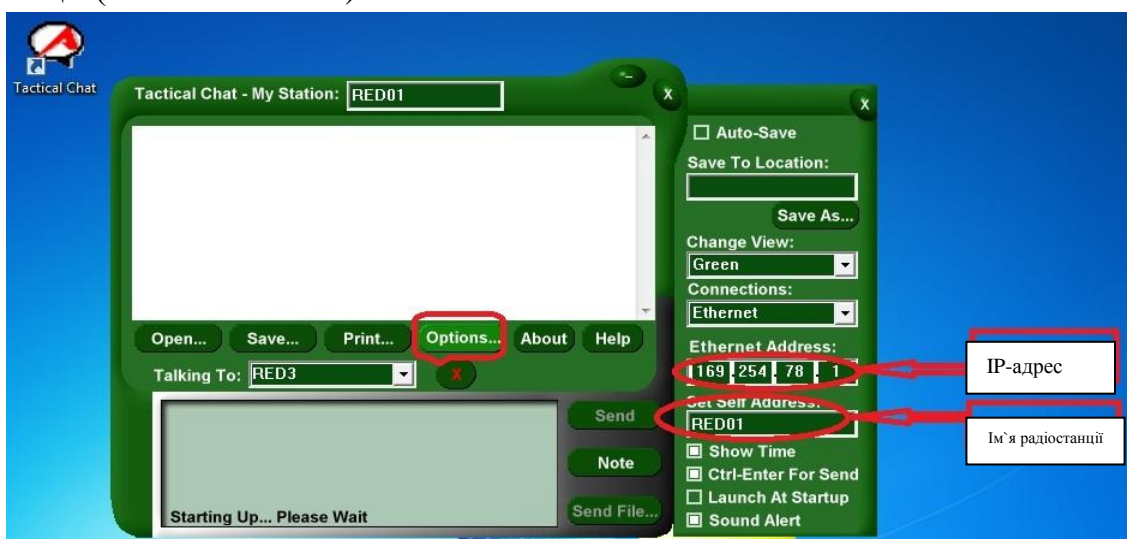 Tactical Chat
Tactical Chat - My Station: RED01
- x
x
Auto-Save
Save To Location:
Save As...
Change View:
Green
Connections:
Ethernet
Open... Save... Print... Options... About Help
Ethernet Address:
169 . 254 . 78 . 1
IP-адрес
Talking To: RED3
X
Set Self Address:
RED01
Ім`я радіостанції
Send
Show Time
Note
Ctrl-Enter For Send
Launch At Startup
Starting Up... Please Wait
Send File...
Sound Alert